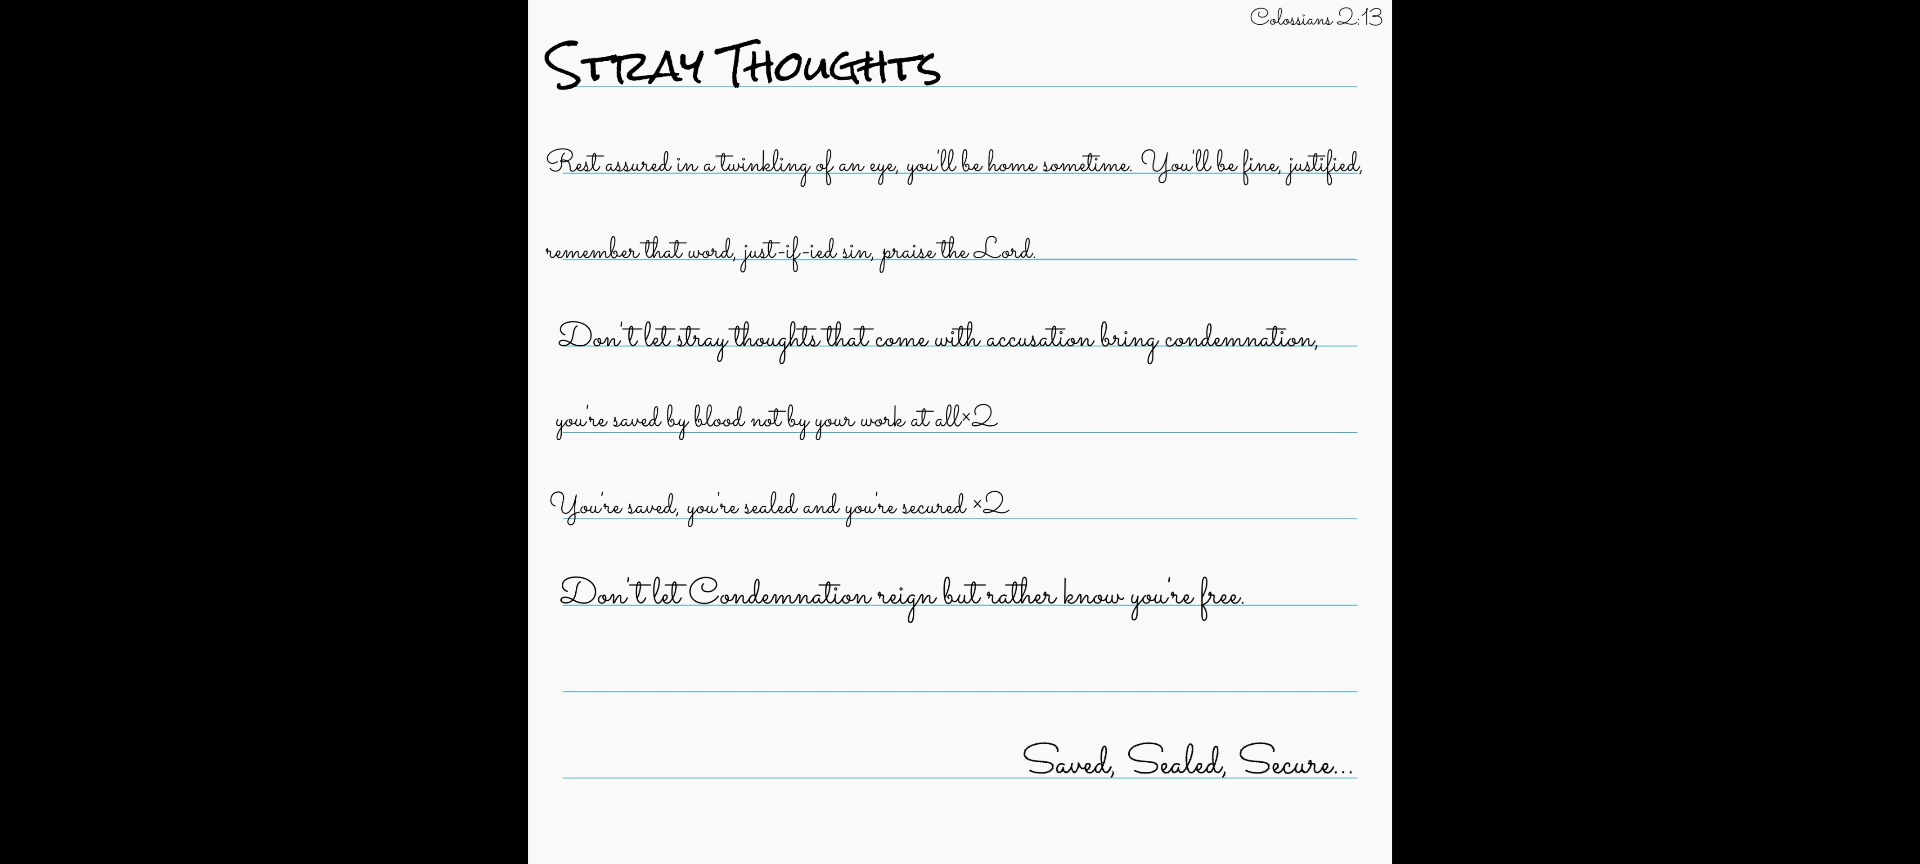 Colossians 2:13
Stray Thoughts
Rest assured in a twinkling of an eye, you'll be home sometime. You'll be fine, justified,
remember that word, just-if-ied sin, praise the Lord.
Don't let stray thoughts that come with accusation bring condemnation,
you're saved by blood not by your work at all×2
You're saved, you're sealed and you're secured ×2
Don't let Condemnation reign but rather know you're free.
Saved, Sealed, Secure...